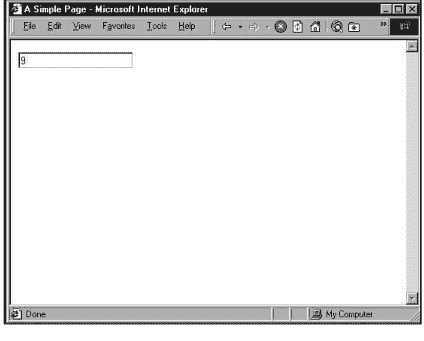 A Simple Page - Microsoft Internet Explorer
File Edit View Favorites Tools Help »
9
Done My Computer